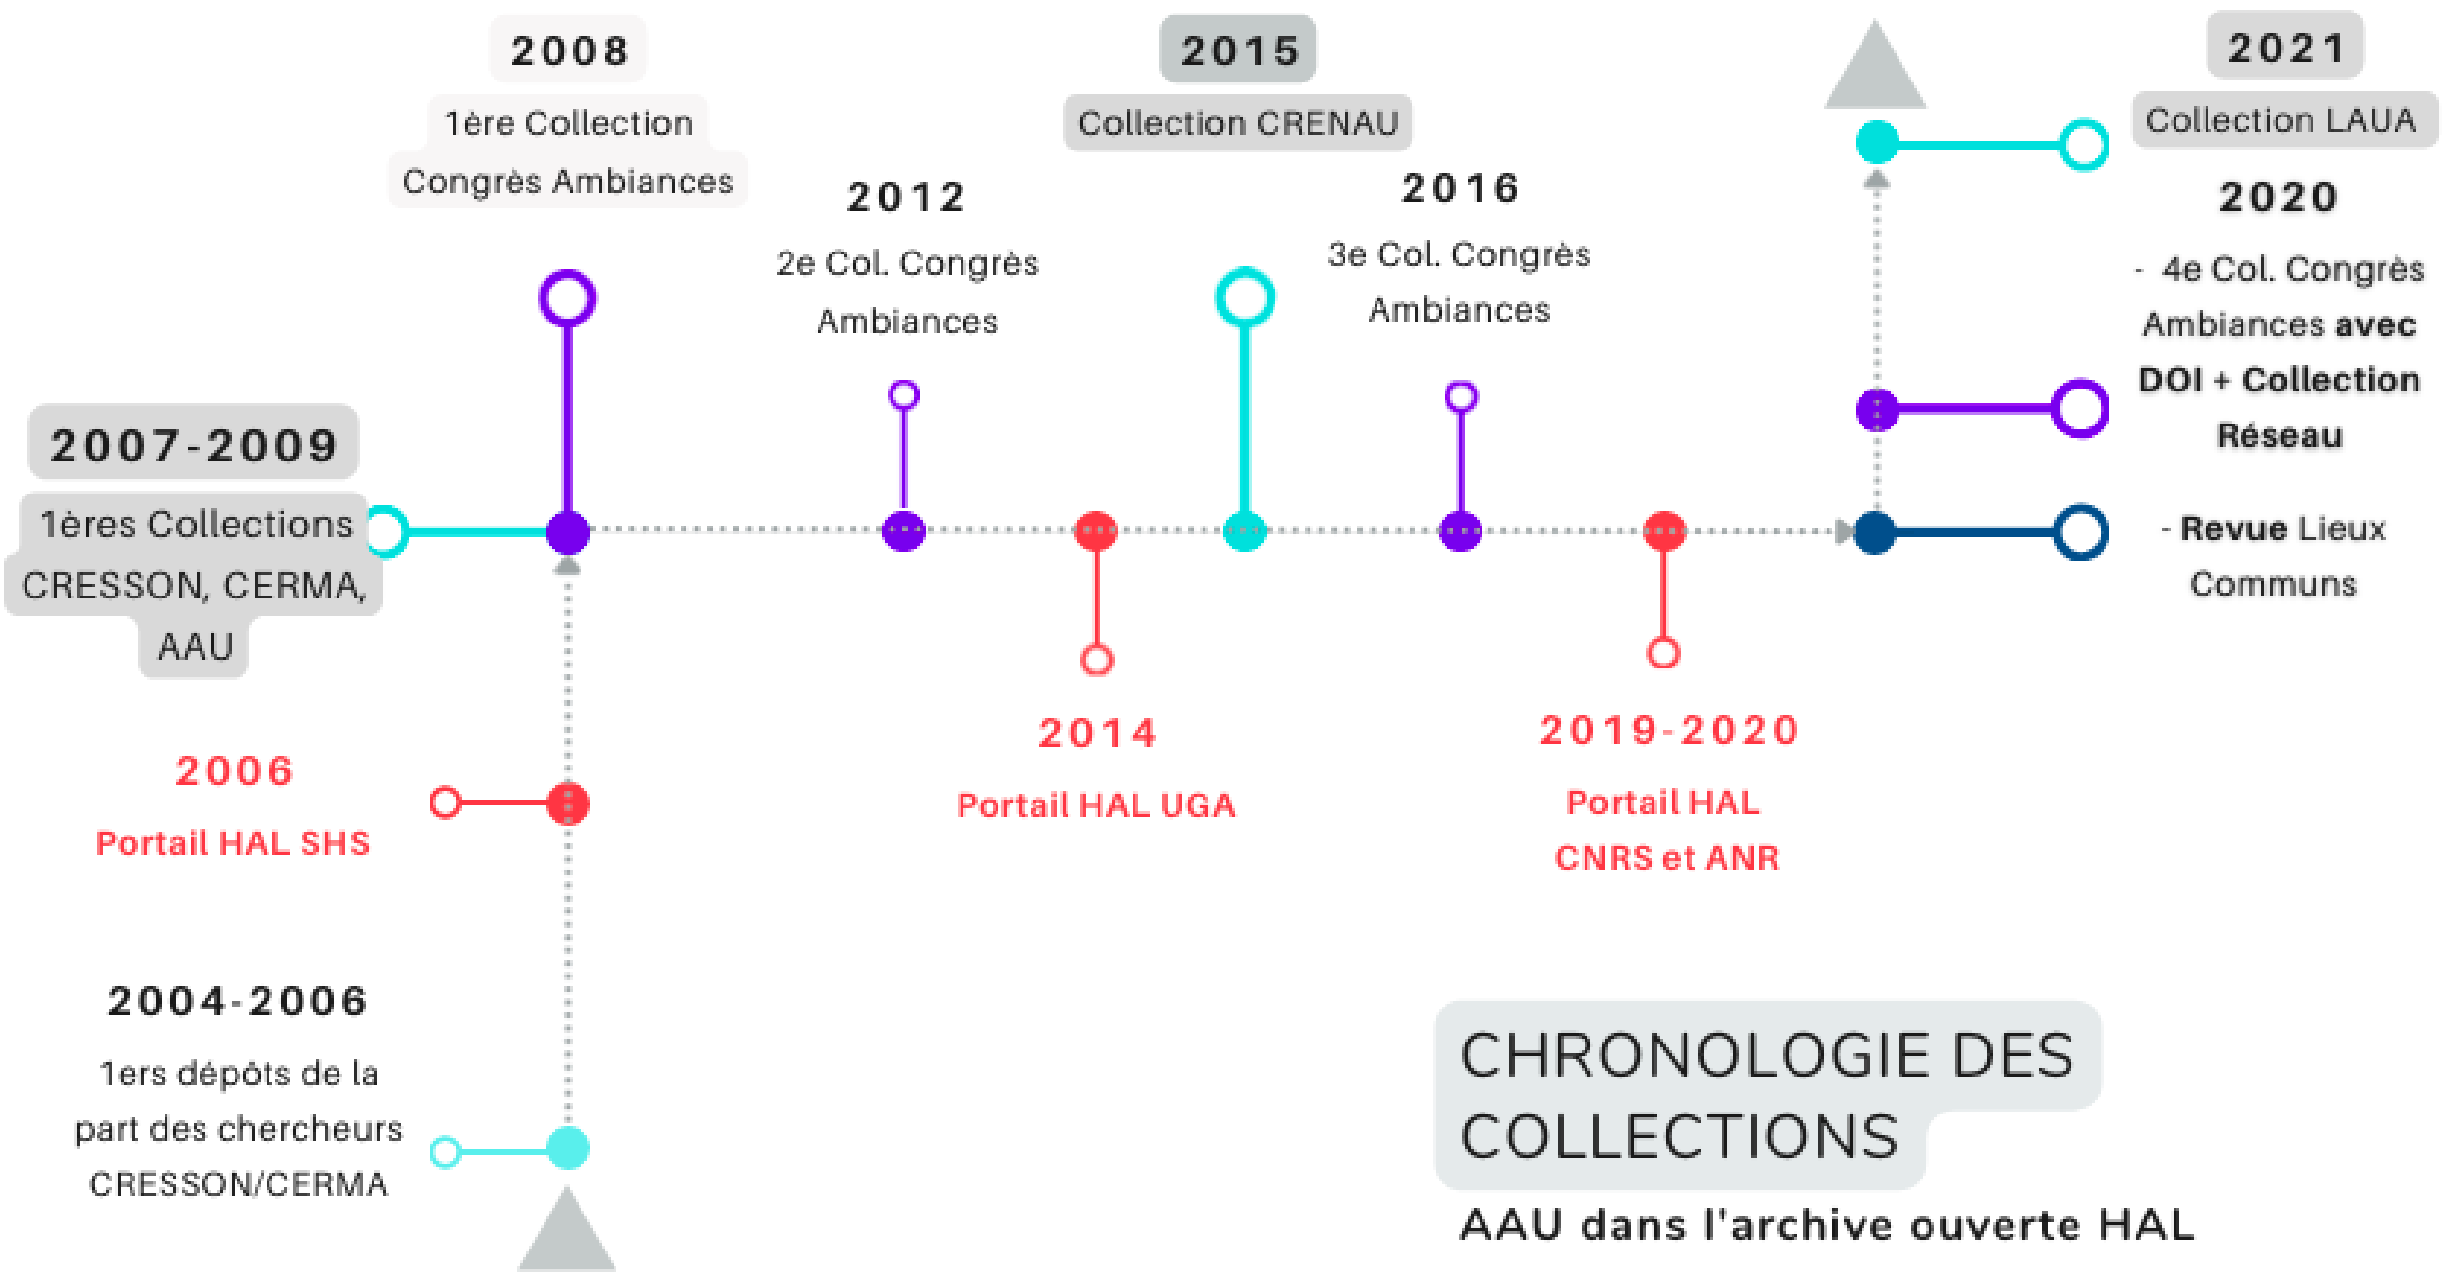 2008
1ère Collection
Congrès Ambiances
2015
Collection CRENAU
2021
Collection LAUA
2012
2e Col. Congrès
Ambiances
2016
3e Col. Congrès
Ambiances
2020
- 4e Col. Congrès
Ambiances avec
DOI + Collection
Réseau
- Revue Lieux
Communs
2007-2009
1ères Collections
CRESSON, CERMA,
AAU
2006
Portail HAL SHS
2014
Portail HAL UGA
2019-2020
Portail HAL
CNRS et ANR
2004-2006
1ers dépôts de la
part des chercheurs
CRESSON/CERMA
CHRONOLOGIE DES
COLLECTIONS
AAU dans l'archive ouverte HAL